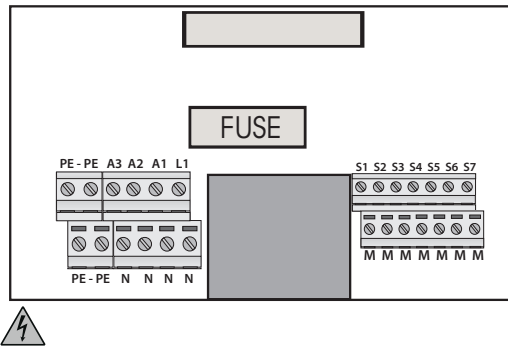 FUSE
PE - PE A3 A2 A1 L1
S1 S2 S3 S4 S5 S6 S7
PE - PE N N N N
M M M M M M M